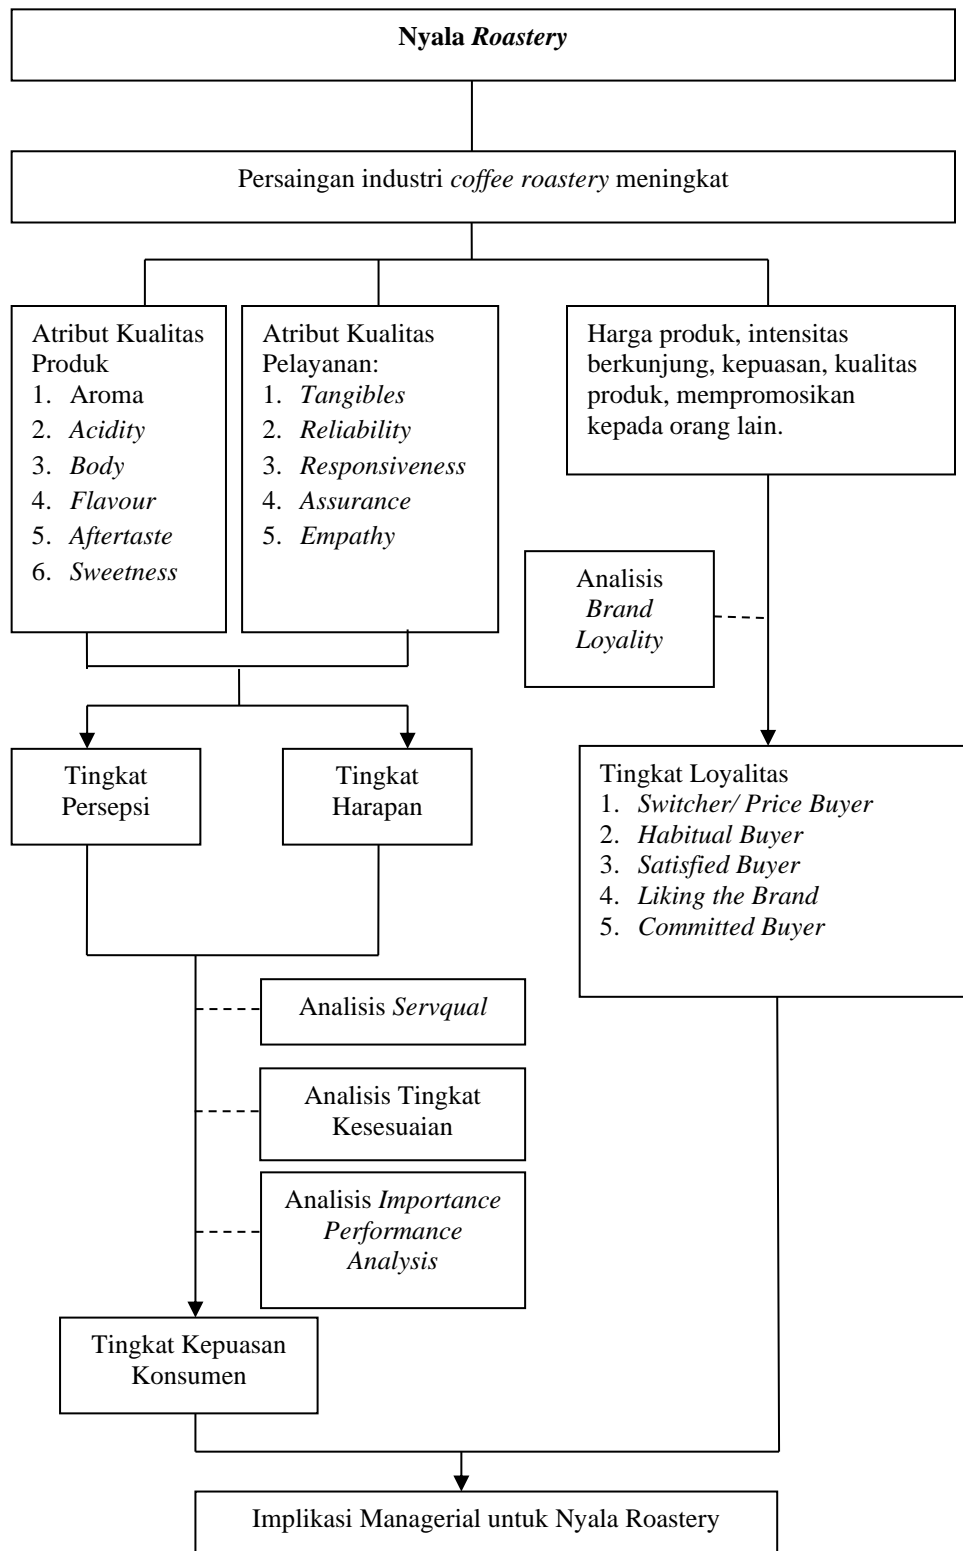 Nyala Roastery
Persaingan industri coffee roastery meningkat
Atribut Kualitas
Produk
1. Aroma
2. Acidity
3. Body
4. Flavour
5. Aftertaste
6. Sweetness
Atribut Kualitas
Pelayanan:
1. Tangibles
2. Reliability
3. Responsiveness
4. Assurance
5. Empathy
Harga produk, intensitas
berkunjung, kepuasan, kualitas
produk, mempromosikan
kepada orang lain.
Analisis
Brand
Loyality
Tingkat
Persepsi
Tingkat
Harapan
Tingkat Loyalitas
1. Switcher/ Price Buyer
2. Habitual Buyer
3. Satisfied Buyer
4. Liking the Brand
5. Committed Buyer
Analisis Servqual
Analisis Tingkat
Kesesuaian
Analisis Importance
Performance
Analysis
Tingkat Kepuasan
Konsumen
Implikasi Managerial untuk Nyala Roastery